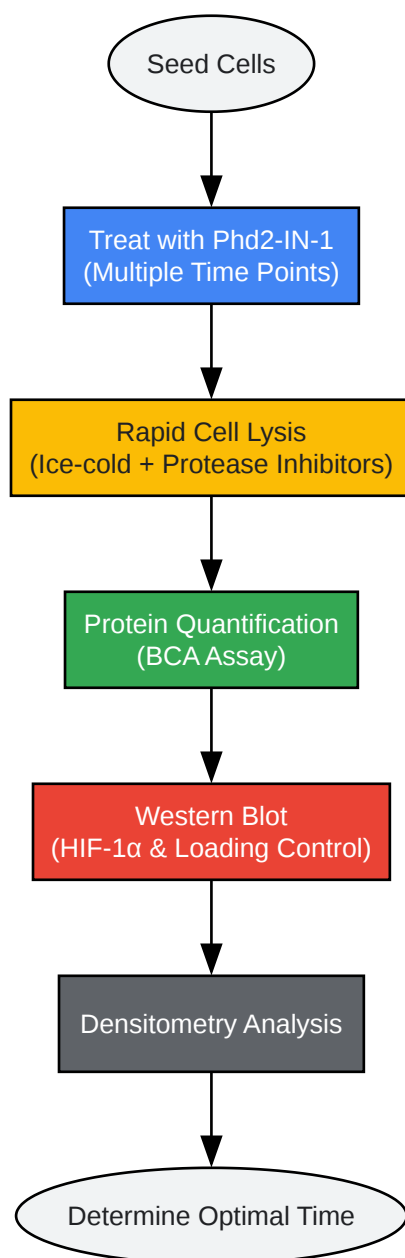 Seed Cells
Treat with Phd2-IN-1
(Multiple Time Points)
Rapid Cell Lysis
(Ice-cold + Protease Inhibitors)
Protein Quantification
(BCA Assay)
Western Blot
(HIF-1α & Loading Control)
Densitometry Analysis
Determine Optimal Time